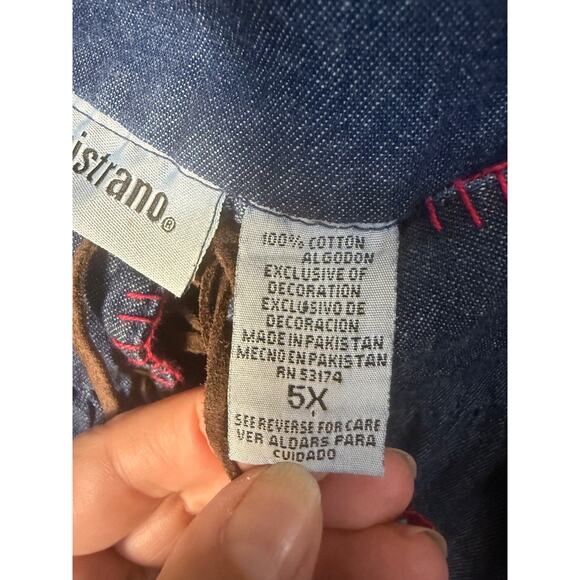 istrano®
100% COTTON
ALGODON
EXCLUSIVE OF
DECORATION
EXCLUSIVO DE
DECORACION
MADE IN PAKISTAN
MECNO EN PAKISTAN
RN 53174
5X
SEE REVERSE FOR CARE
VER ALDARS PARA
CUIDADO